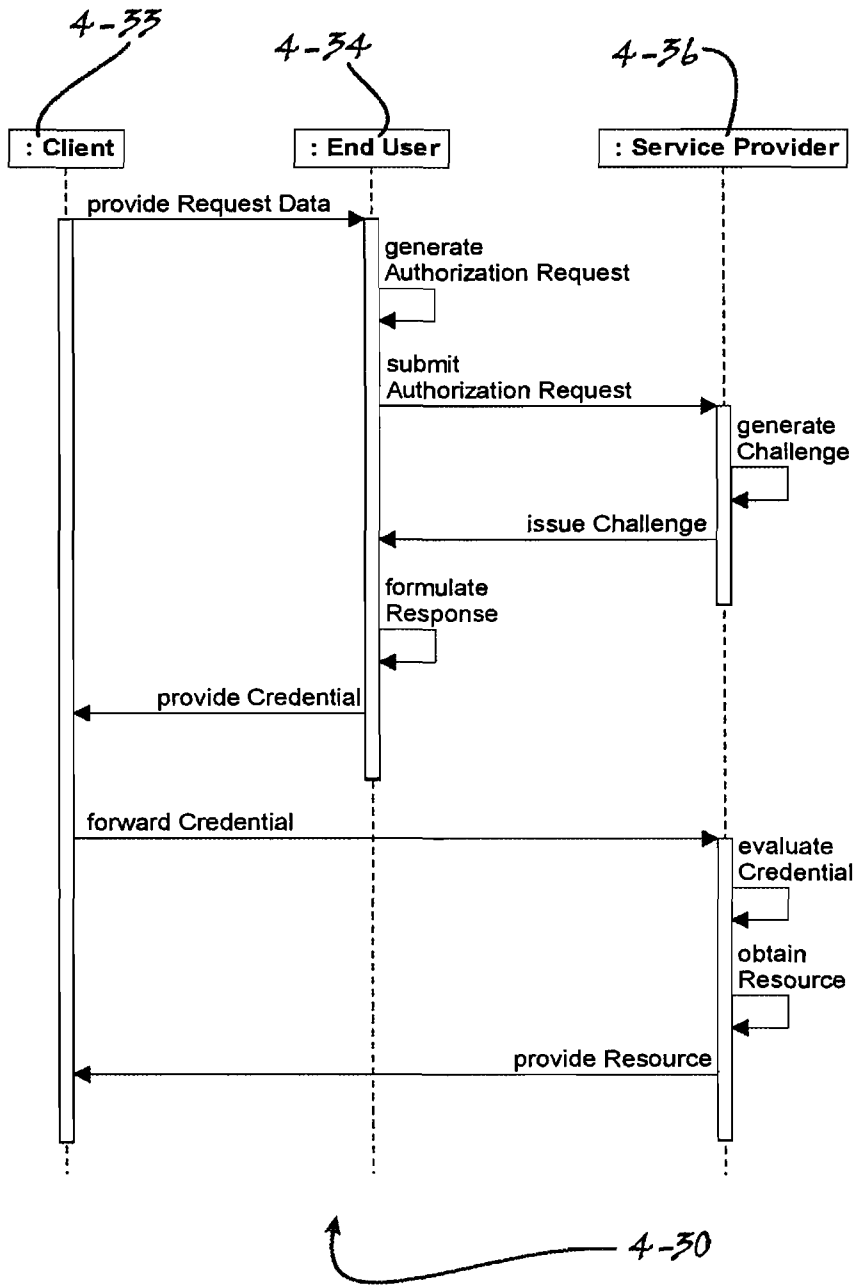 4-33
4-34
4-36
: Client
: End User
: Service Provider
provide Request Data
generate
Authorization Request
submit
Authorization Request
generate
Challenge
issue Challenge
formulate
Response
provide Credential
forward Credential
evaluate
Credential
obtain
Resource
provide Resource
4-30